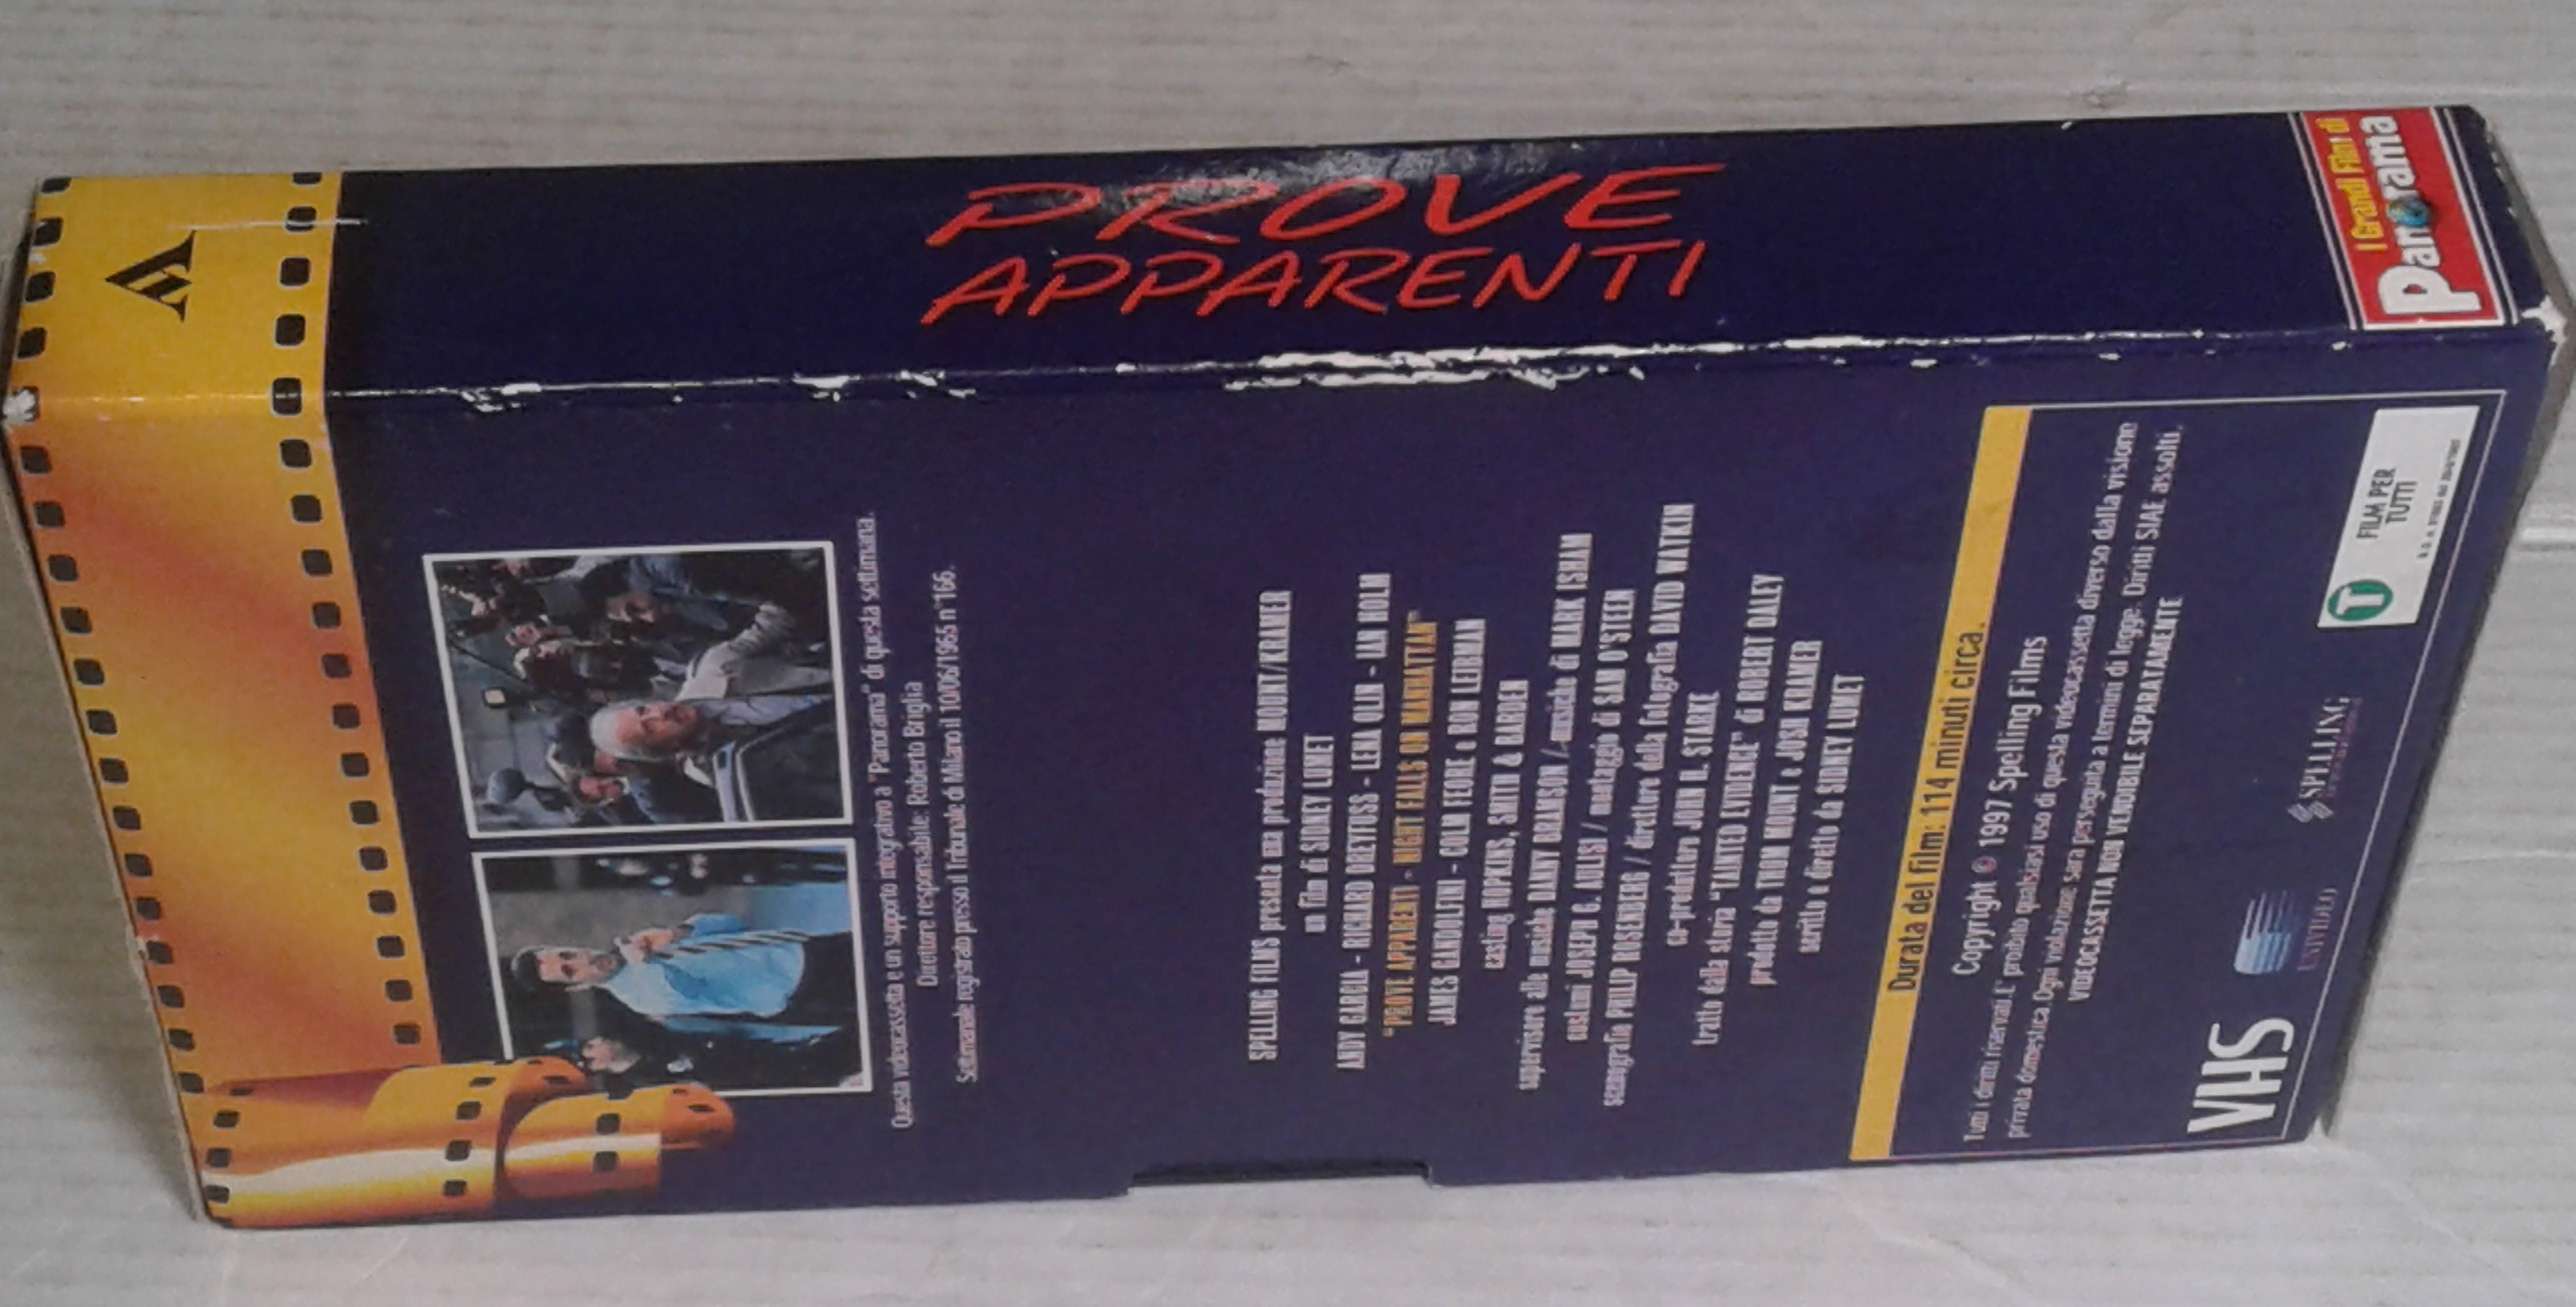 PROVE
APPARENTI
I Grandi Film di
Panorama
Questa videocassetta è un supporto integrativo a "Panorama" di questa settimana.
Direttore responsabile: Roberto Briglia
Settimanale registrato presso il Tribunale di Milano il 10/06/1965 n°166.
SPELLING FILMS presenta una produzione MOUNT/KRAMER
un film di SIDNEY LUMET
ANDY GARCIA - RICHARD DREYFUSS - LENA OLIN - IAN HOLM
"PROVE APPARENTI - NIGHT FALLS ON MANHATTAN"
JAMES GANDOLFINI - COLM FEORE e RON LEIBMAN
casting HOPKINS, SMITH & BARDEN
supervisore alle musiche DANNY BRAMSON / musiche di MARK ISHAM
costumi JOSEPH G. AULISI / montaggio di SAM O'STEEN
scenografia PHILIP ROSENBERG / direttore della fotografia DAVID WATKIN
co-produttore JOHN H. STARKE
tratto dalla storia "TAINTED EVIDENCE" di ROBERT DALEY
prodotto da THOM MOUNT e JOSH KRAMER
scritto e diretto da SIDNEY LUMET
Durata del film: 114 minuti circa.
Copyright © 1997 Spelling Films
Tutti i diritti riservati. E' proibito qualsiasi uso di questa videocassetta diverso dalla visione
privata domestica. Ogni violazione sarà perseguita a termini di legge. Diritti SIAE assolti.
VIDEOCASSETTA NON VENDIBILE SEPARATAMENTE
VHS
SPELLING
T
FILM PER
TUTTI